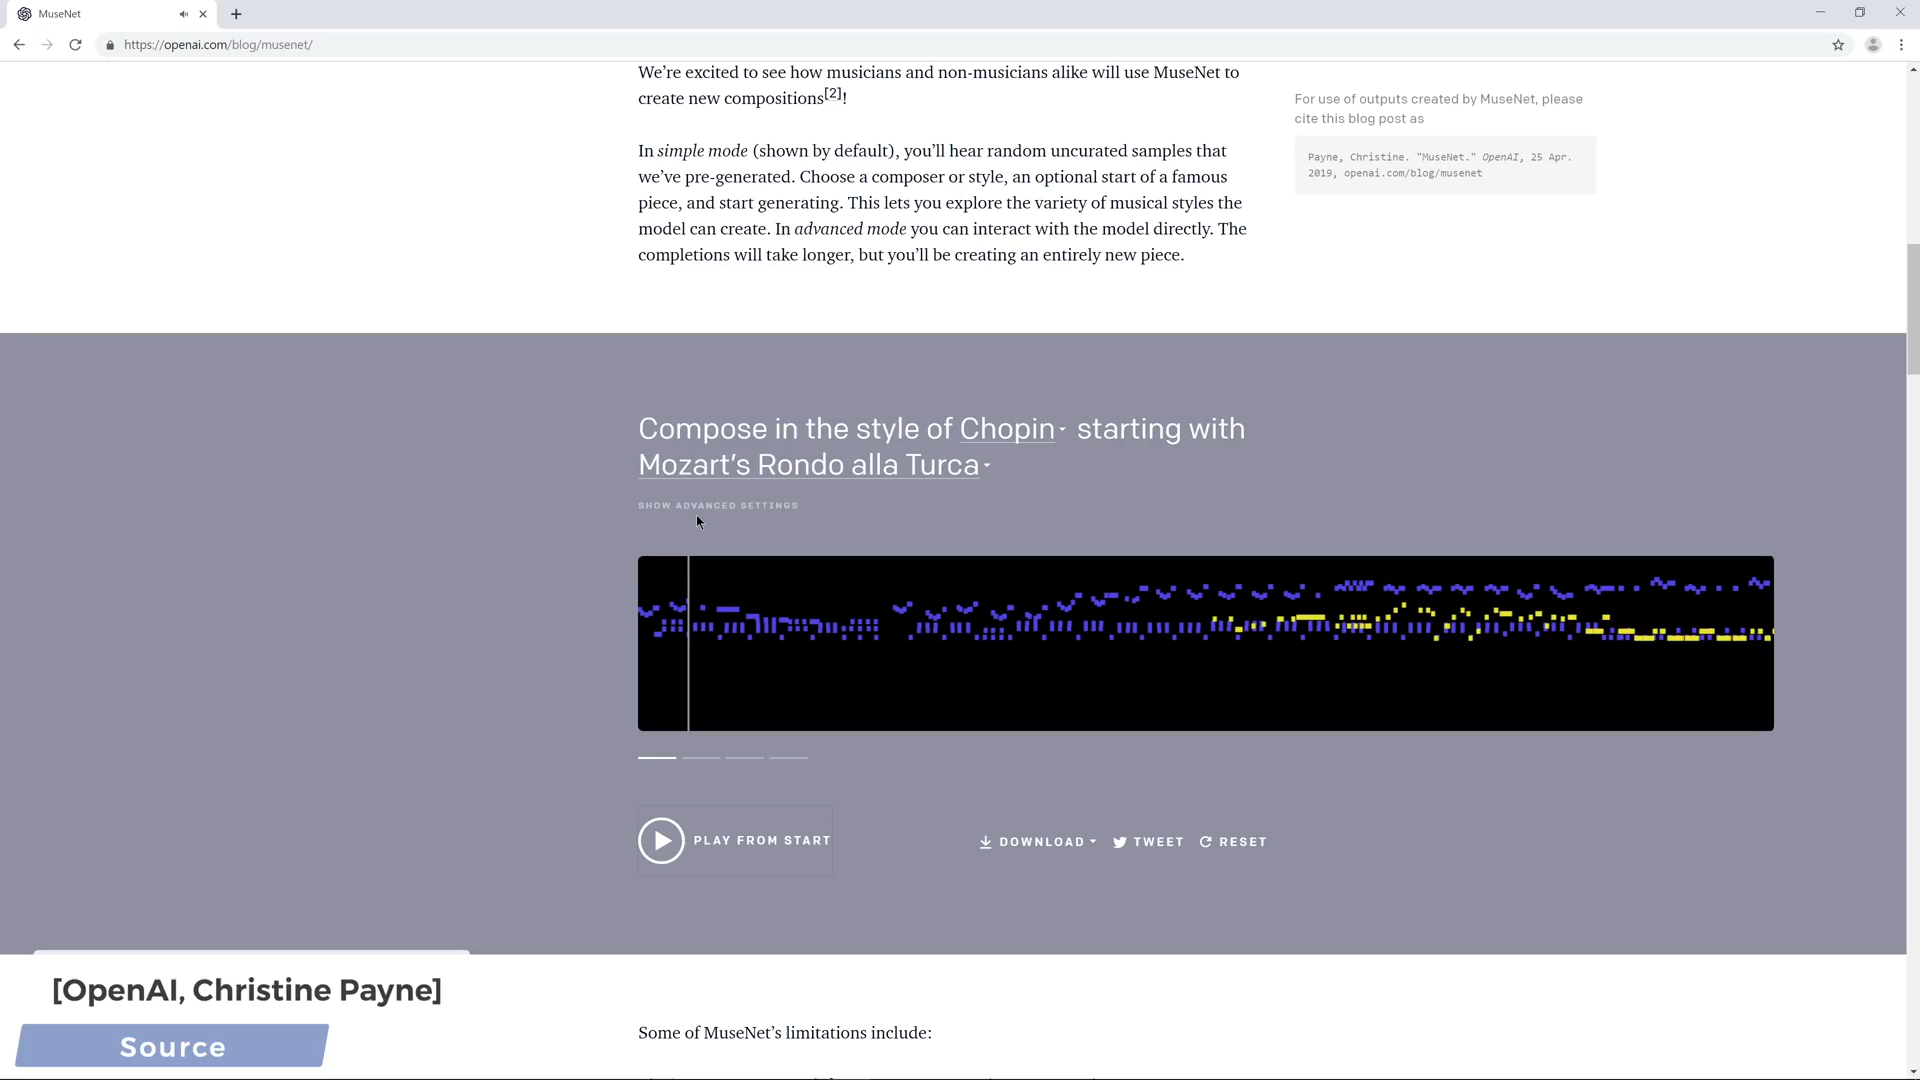 MuseNet
https://openai.com/blog/musenet/
We're excited to see how musicians and non-musicians alike will use MuseNet to
create new compositions[2]!
For use of outputs created by MuseNet, please
cite this blog post as
Payne, Christine. "MuseNet." OpenAI, 25 Apr.
2019, openai.com/blog/musenet
In simple mode (shown by default), you'll hear random uncurated samples that
we've pre-generated. Choose a composer or style, an optional start of a famous
piece, and start generating. This lets you explore the variety of musical styles the
model can create. In advanced mode you can interact with the model directly. The
completions will take longer, but you'll be creating an entirely new piece.
Compose in the style of Chopin starting with
Mozart's Rondo alla Turca
SHOW ADVANCED SETTINGS
PLAY FROM START
DOWNLOAD
TWEET
RESET
[OpenAI, Christine Payne]
Source
Some of MuseNet's limitations include: